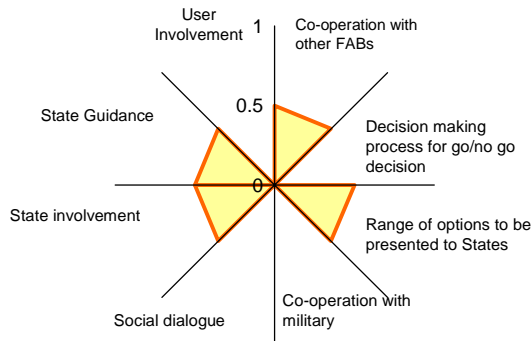 User
Involvement
1
Co-operation with
other FABs
State Guidance
0.5
Decision making
process for go/no go
decision
0
State involvement
Range of options to be
presented to States
Social dialogue
Co-operation with
military